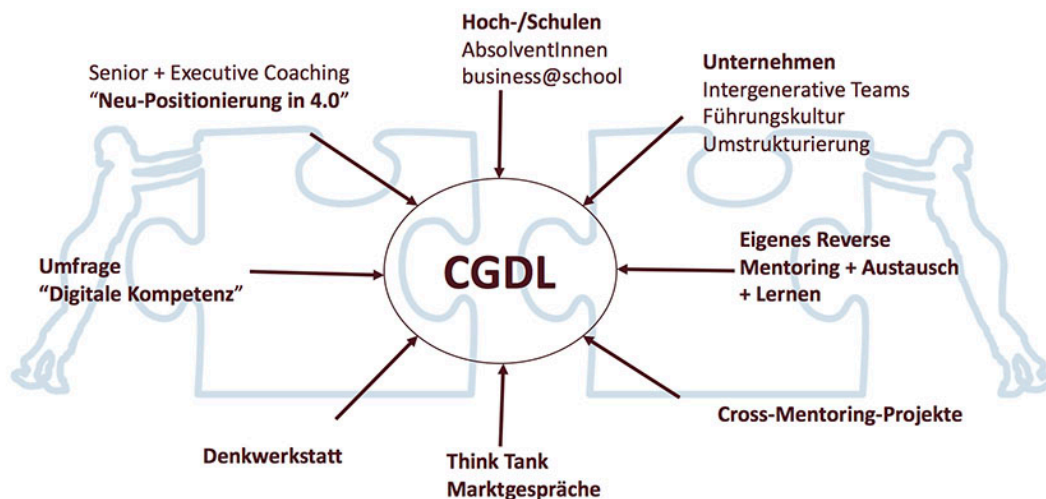 Hoch-/Schulen
AbsolventInnen
business@school
Senior + Executive Coaching
“Neu-Positionierung in 4.0”
Unternehmen
Intergenerative Teams
Führungskultur
Umstrukturierung
CGDL
Umfrage
“Digitale Kompetenz”
Eigenes Reverse
Mentoring + Austausch
+ Lernen
Cross-Mentoring-Projekte
Denkwerkstatt
Think Tank
Marktgespräche